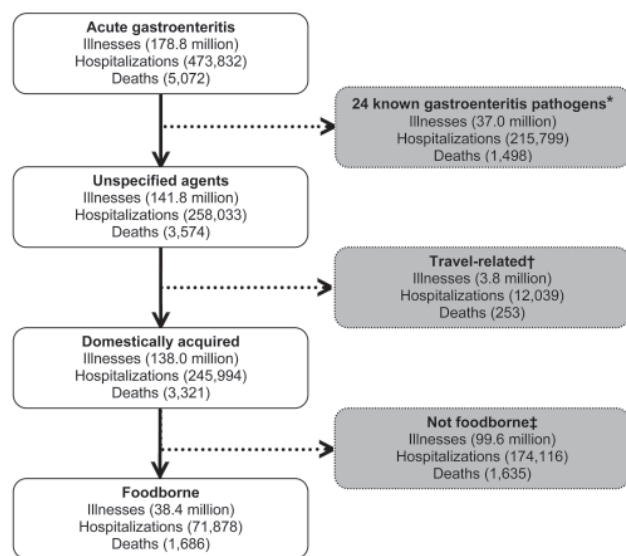 Acute gastroenteritis
Illnesses (178.8 million)
Hospitalizations (473,832)
Deaths (5,072)
24 known gastroenteritis pathogens*
Illnesses (37.0 million)
Hospitalizations (215,799)
Deaths (1,498)
Unspecified agents
Illnesses (141.8 million)
Hospitalizations (258,033)
Deaths (3,574)
Travel-related†
Illnesses (3.8 million)
Hospitalizations (12,039)
Deaths (253)
Domestically acquired
Illnesses (138.0 million)
Hospitalizations (245,994)
Deaths (3,321)
Not foodborne‡
Illnesses (99.6 million)
Hospitalizations (174,116)
Deaths (1,635)
Foodborne
Illnesses (38.4 million)
Hospitalizations (71,878)
Deaths (1,686)